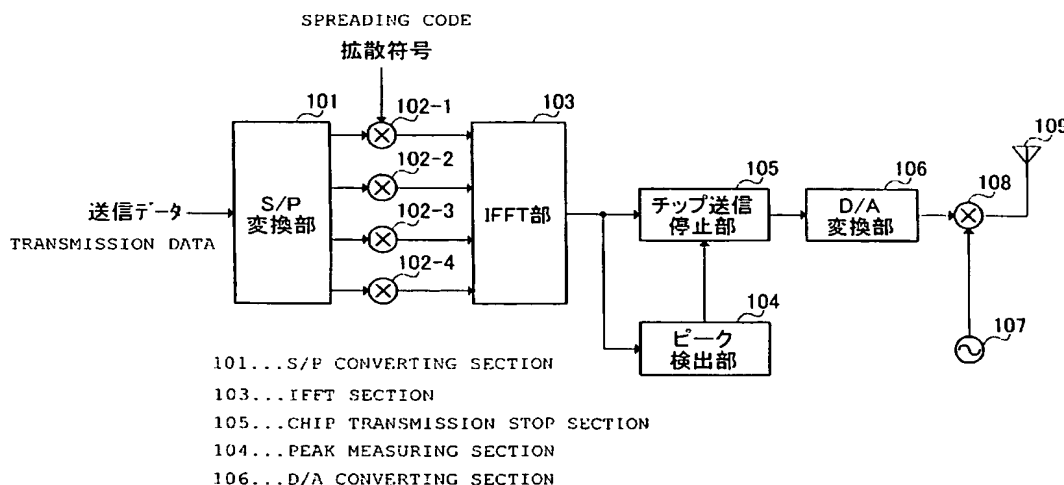 SPREADING CODE
拡散符号
101
102-1
103
102-2
102-3
102-4
送信データ
TRANSMISSION DATA
S/P
変換部
IFFT部
105
チップ送信
停止部
106
D/A
変換部
108
109
104
ピーク
検出部
107
101...S/P CONVERTING SECTION
103...IFFT SECTION
105...CHIP TRANSMISSION STOP SECTION
104...PEAK MEASURING SECTION
106...D/A CONVERTING SECTION